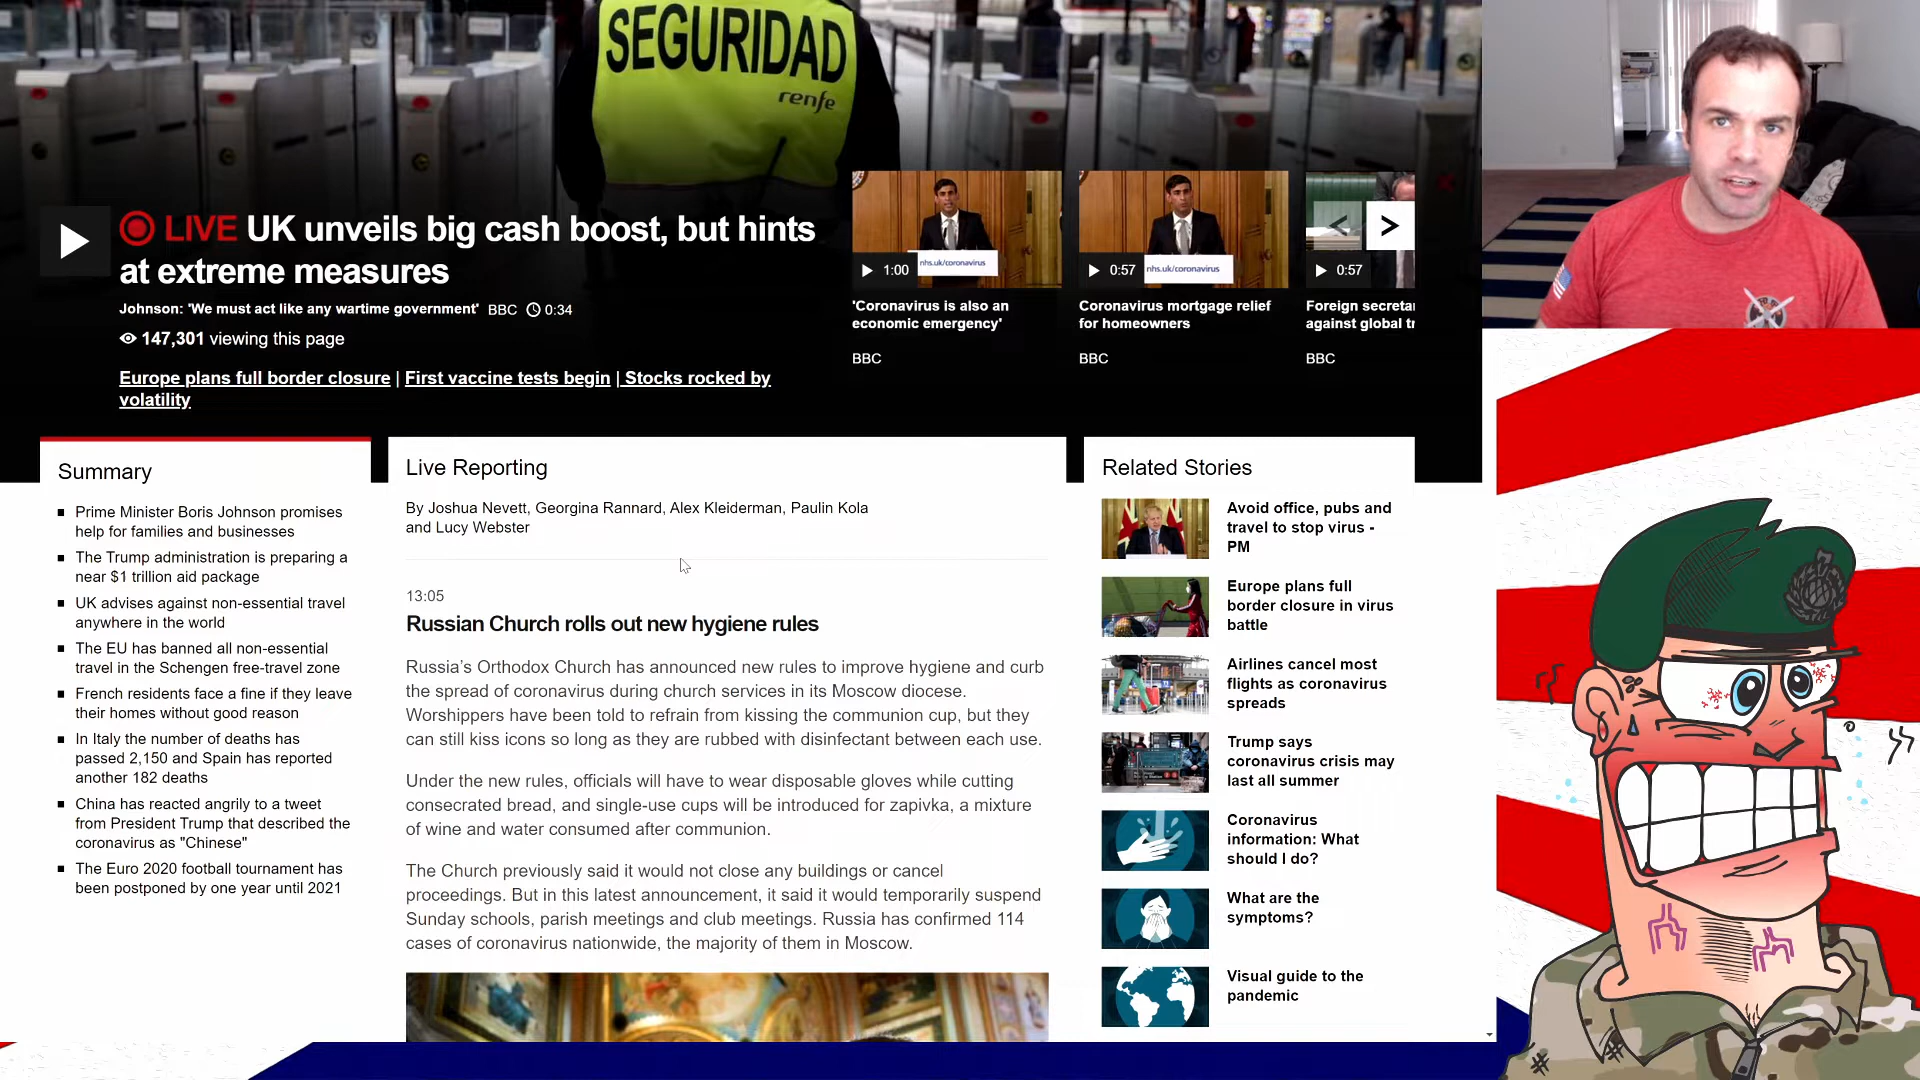 SEGURIDAD
renfe
LIVE UK unveils big cash boost, but hints
at extreme measures
Johnson: 'We must act like any wartime government' BBC 0:34
147,301 viewing this page
Europe plans full border closure | First vaccine tests begin | Stocks rocked by
volatility
1:00
nhs.uk/coronavirus
'Coronavirus is also an
economic emergency'
BBC
0:57
nhs.uk/coronavirus
Coronavirus mortgage relief
for homeowners
BBC
0:57
Foreign secretar
against global tr
BBC
Summary
Prime Minister Boris Johnson promises
help for families and businesses
The Trump administration is preparing a
near $1 trillion aid package
UK advises against non-essential travel
anywhere in the world
The EU has banned all non-essential
travel in the Schengen free-travel zone
French residents face a fine if they leave
their homes without good reason
In Italy the number of deaths has
passed 2,150 and Spain has reported
another 182 deaths
China has reacted angrily to a tweet
from President Trump that described the
coronavirus as "Chinese"
The Euro 2020 football tournament has
been postponed by one year until 2021
Live Reporting
By Joshua Nevett, Georgina Rannard, Alex Kleiderman, Paulin Kola
and Lucy Webster
13:05
Russian Church rolls out new hygiene rules
Russia's Orthodox Church has announced new rules to improve hygiene and curb
the spread of coronavirus during church services in its Moscow diocese.
Worshippers have been told to refrain from kissing the communion cup, but they
can still kiss icons so long as they are rubbed with disinfectant between each use.
Under the new rules, officials will have to wear disposable gloves while cutting
consecrated bread, and single-use cups will be introduced for zapivka, a mixture
of wine and water consumed after communion.
The Church previously said it would not close any buildings or cancel
proceedings. But in this latest announcement, it said it would temporarily suspend
Sunday schools, parish meetings and club meetings. Russia has confirmed 114
cases of coronavirus nationwide, the majority of them in Moscow.
Related Stories
Avoid office, pubs and
travel to stop virus -
PM
Europe plans full
border closure in virus
battle
Airlines cancel most
flights as coronavirus
spreads
Trump says
coronavirus crisis may
last all summer
Coronavirus
information: What
should I do?
What are the
symptoms?
Visual guide to the
pandemic